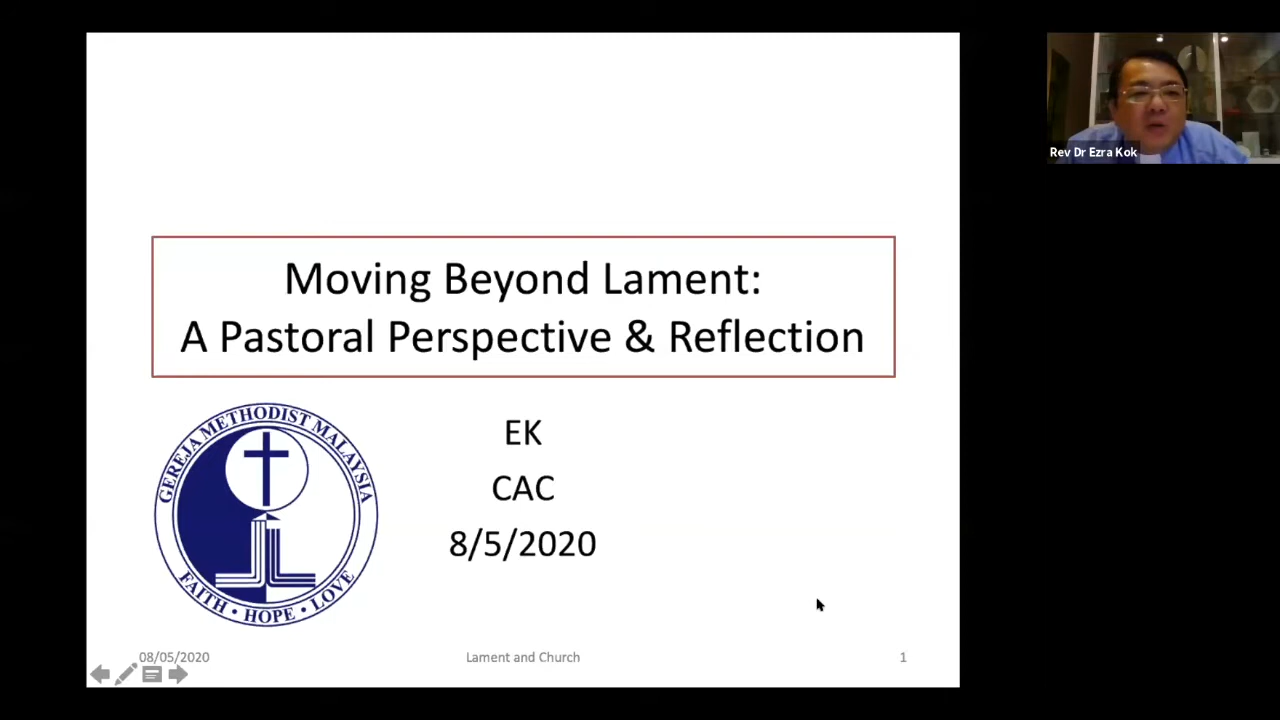 Moving Beyond Lament:
A Pastoral Perspective & Reflection
EK
CAC
8/5/2020
GEREJA METHODIST MALAYSIA
FAITH • HOPE • LOVE
08/05/2020
Lament and Church
1
Rev Dr Ezra Kok